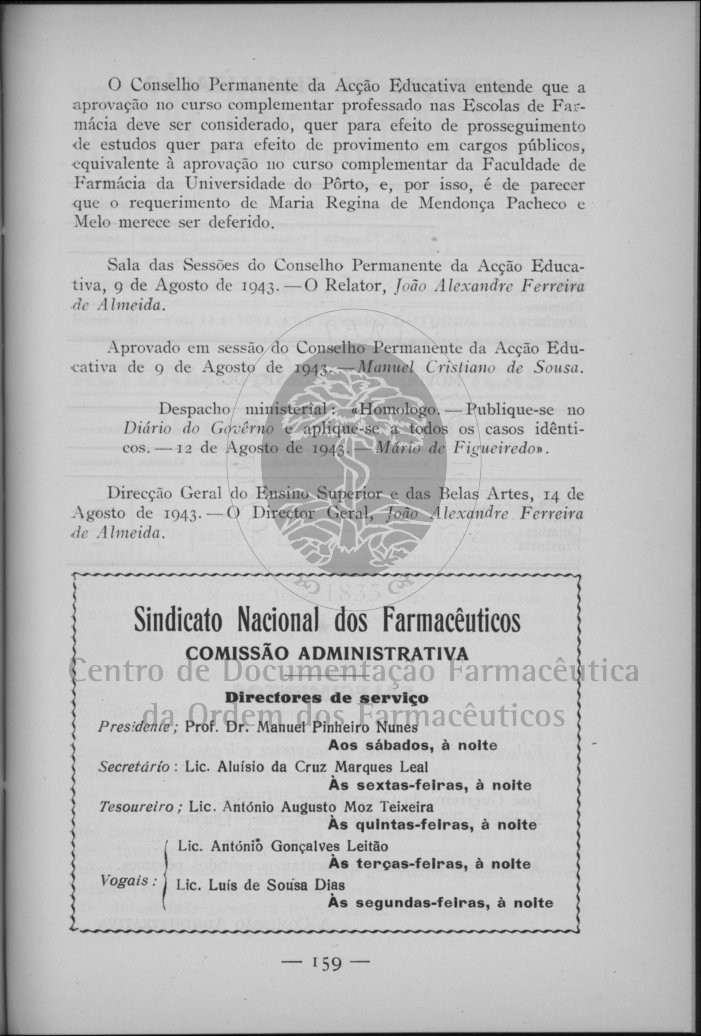 O Conselho Permanente da Acção Educativa entende que a
aprovação no curso complementar professado nas Escolas de Far-
mácia deve ser considerado, quer para efeito de prosseguimento
de estudos quer para efeito de provimento em cargos públicos,
equivalente à aprovação no curso complementar da Faculdade de
Farmácia da Universidade do Pôrto, e, por isso, é de parecer
que o requerimento de Maria Regina de Mendonça Pacheco e
Melo merece ser deferido.
Sala das Sessões do Conselho Permanente da Acção Educa-
tiva, 9 de Agosto de 1943. — O Relator, João Alexandre Ferreira
de Almeida.
Aprovado em sessão do Conselho Permanente da Acção Edu-
cativa de 9 de Agosto de 1943. — Manuel Cristiano de Sousa.
Despacho ministerial: «Homologo. — Publique-se no
Diário do Govêrno e aplique-se a todos os casos idênti-
cos. — 12 de Agosto de 1943. — Mário de Figueiredo».
Direcção Geral do Ensino Superior e das Belas Artes, 14 de
Agosto de 1943. — O Director Geral, João Alexandre Ferreira
de Almeida.
1835
Sindicato Nacional dos Farmacêuticos
COMISSÃO ADMINISTRATIVA
Centro de Documentação Farmacêutica
da Ordem dos Farmacêuticos
Directores de serviço
Presidente; Prof. Dr. Manuel Pinheiro Nunes
Aos sábados, à noite
Secretário: Lic. Aluísio da Cruz Marques Leal
Às sextas-feiras, à noite
Tesoureiro; Lic. António Augusto Moz Teixeira
Às quintas-feiras, à noite
Vogais:
Lic. António Gonçalves Leitão
Às terças-feiras, à noite
Lic. Luís de Sousa Dias
Às segundas-feiras, à noite
— 159 —